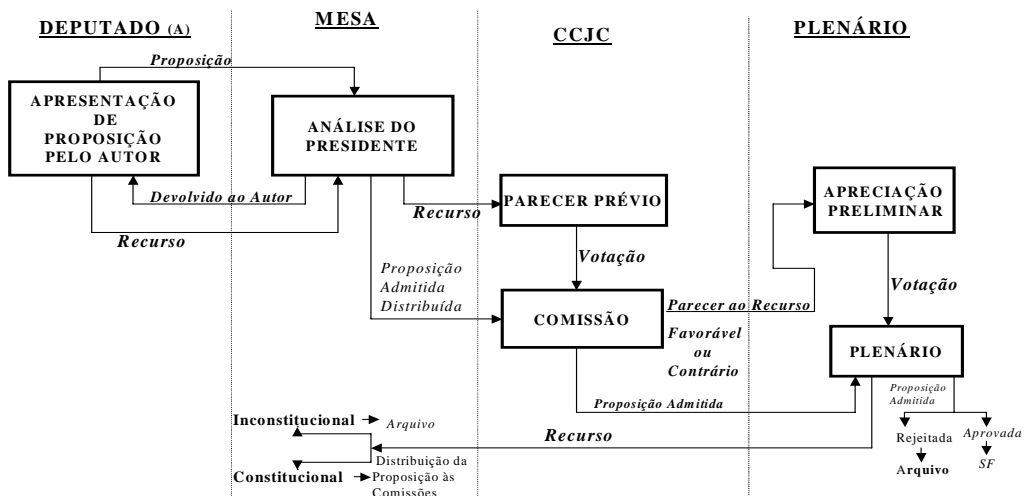 DEPUTADO (A)
MESA
CCJC
PLENÁRIO
Proposição
APRESENTAÇÃO
DE
PROPOSIÇÃO
PELO AUTOR
ANÁLISE DO
PRESIDENTE
Devolvido ao Autor
Recurso
Recurso
PARECER PRÉVIO
Votação
Proposição
Admitida
Distribuída
COMISSÃO
Parecer ao Recurso
Favorável
ou
Contrário
APRECIAÇÃO
PRELIMINAR
Votação
PLENÁRIO
Proposição Admitida
Proposição
Admitida
Rejeitada
Arquivo
Aprovada
SF
Recurso
Inconstitucional
Arquivo
Constitucional
Distribuição da
Proposição às
Comissões